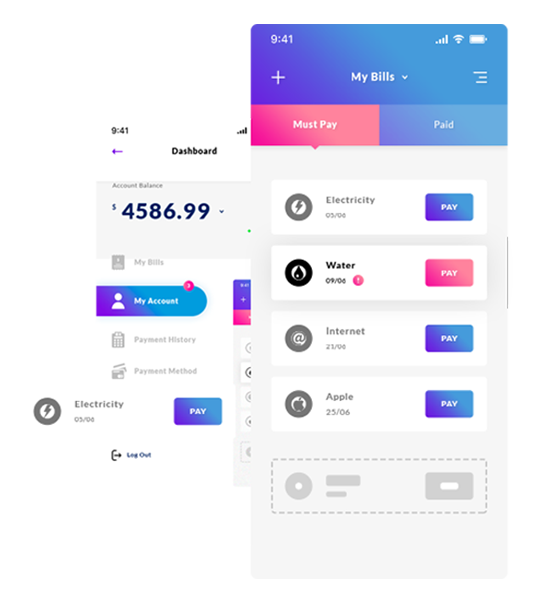 9:41
My Bills
Must Pay
Paid
Electricity
05/06
PAY
Water
09/06
PAY
Internet
21/06
PAY
Apple
25/06
PAY
9:41
Dashboard
Account Balance
$ 4586.99
My Bills
My Account
Payment History
Payment Method
Electricity
05/06
PAY
Log Out